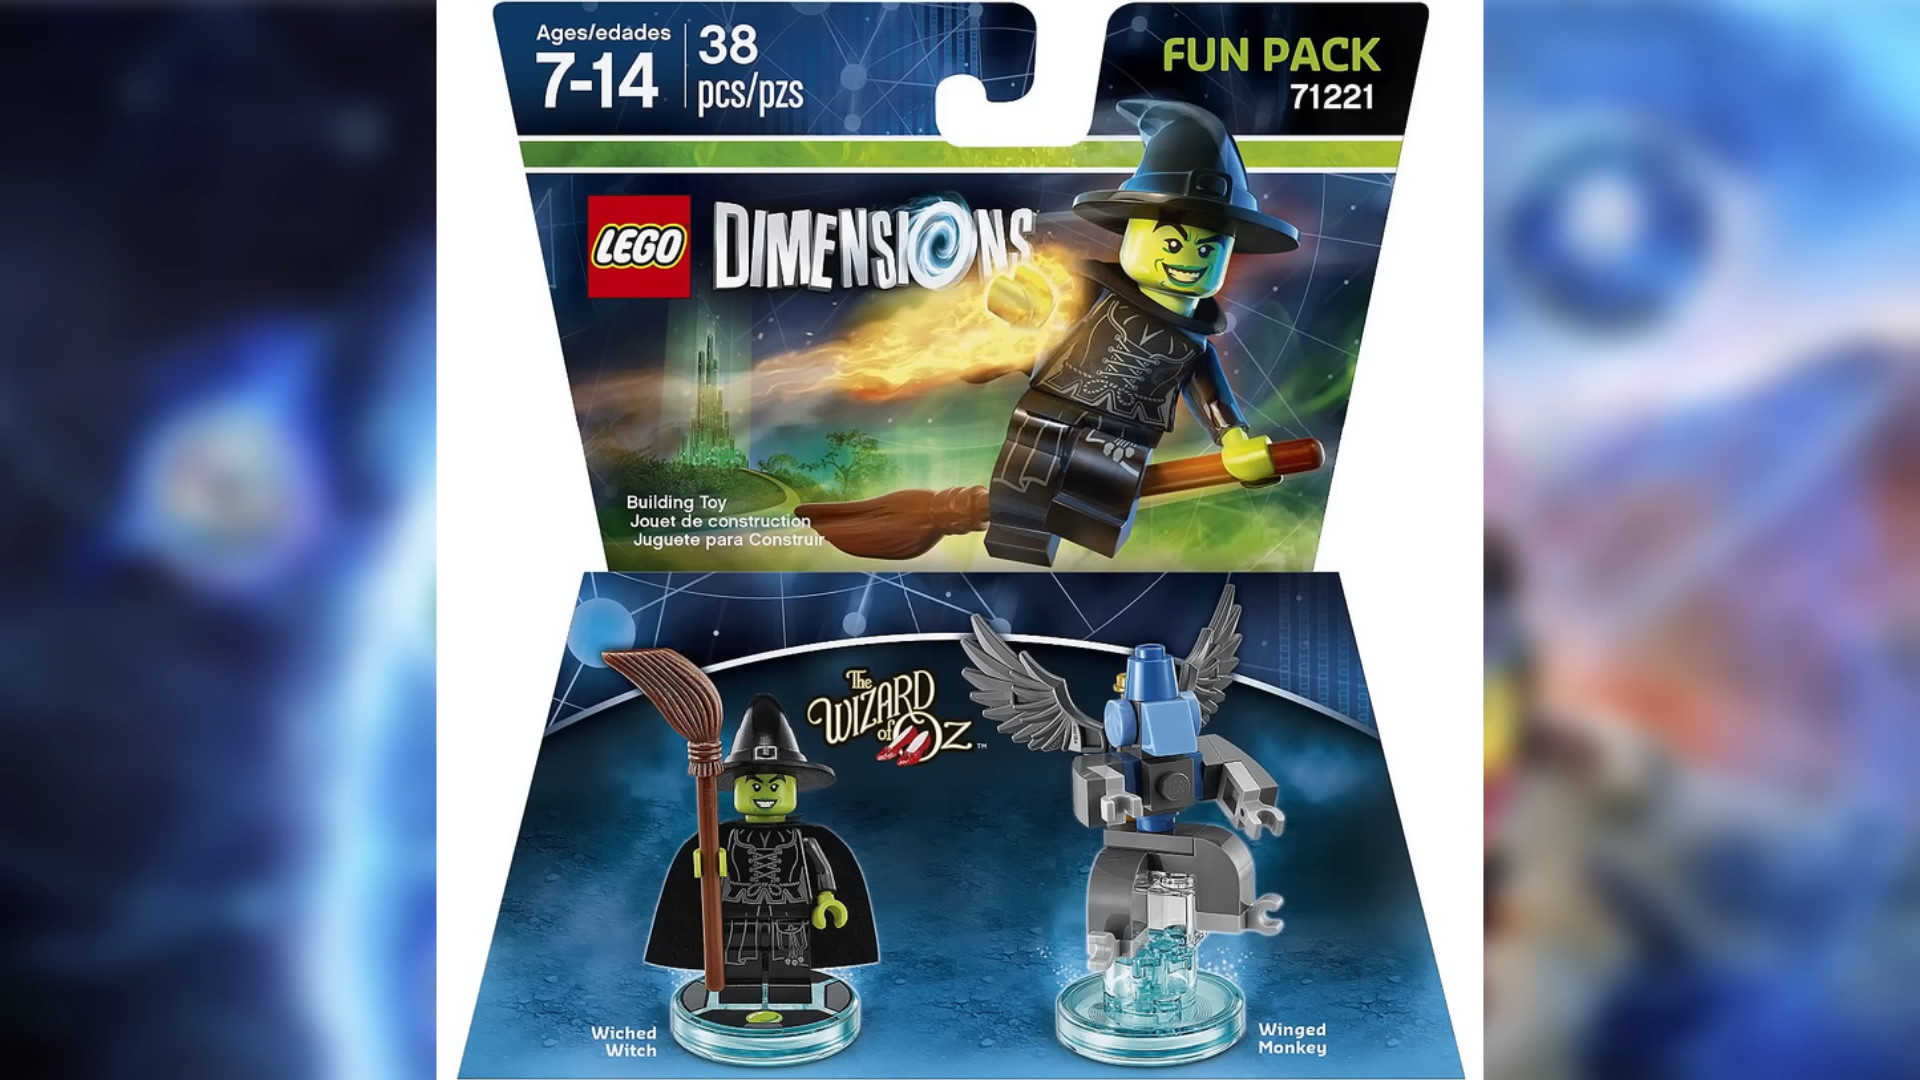 Ages/edades
7-14
38
pcs/pzs
FUN PACK
71221
LEGO
DIMENSIONS
Building Toy
Jouet de construction
Juguete para Construir
The
WIZARD
of OZ™
Wiched
Witch
Winged
Monkey